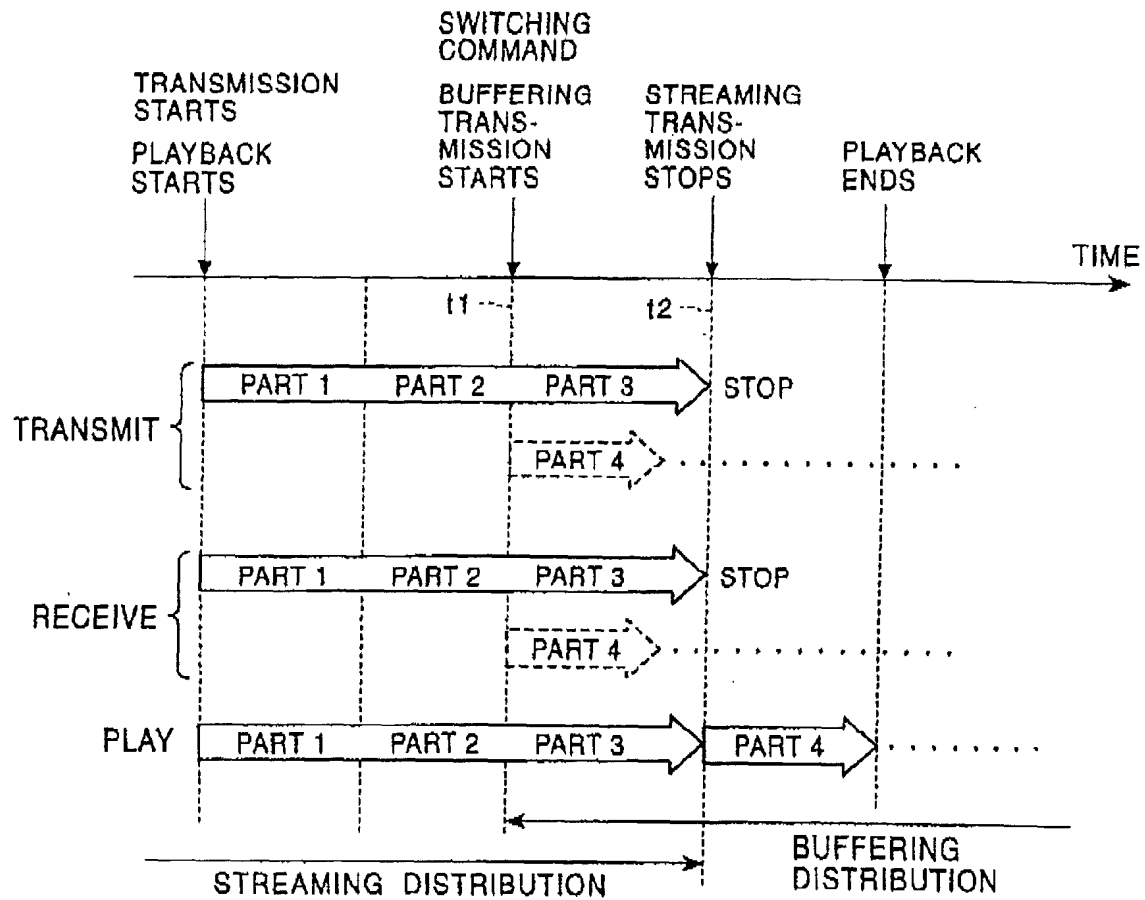 TRANSMISSION
STARTS
PLAYBACK
STARTS
SWITCHING
COMMAND
BUFFERING
TRANS-
MISSION
STARTS
STREAMING
TRANS-
MISSION
STOPS
PLAYBACK
ENDS
TIME
t1
t2
TRANSMIT
PART 1 PART 2 PART 3 STOP
PART 4
RECEIVE
PART 1 PART 2 PART 3 STOP
PART 4
PLAY PART 1 PART 2 PART 3 PART 4
STREAMING DISTRIBUTION
BUFFERING
DISTRIBUTION